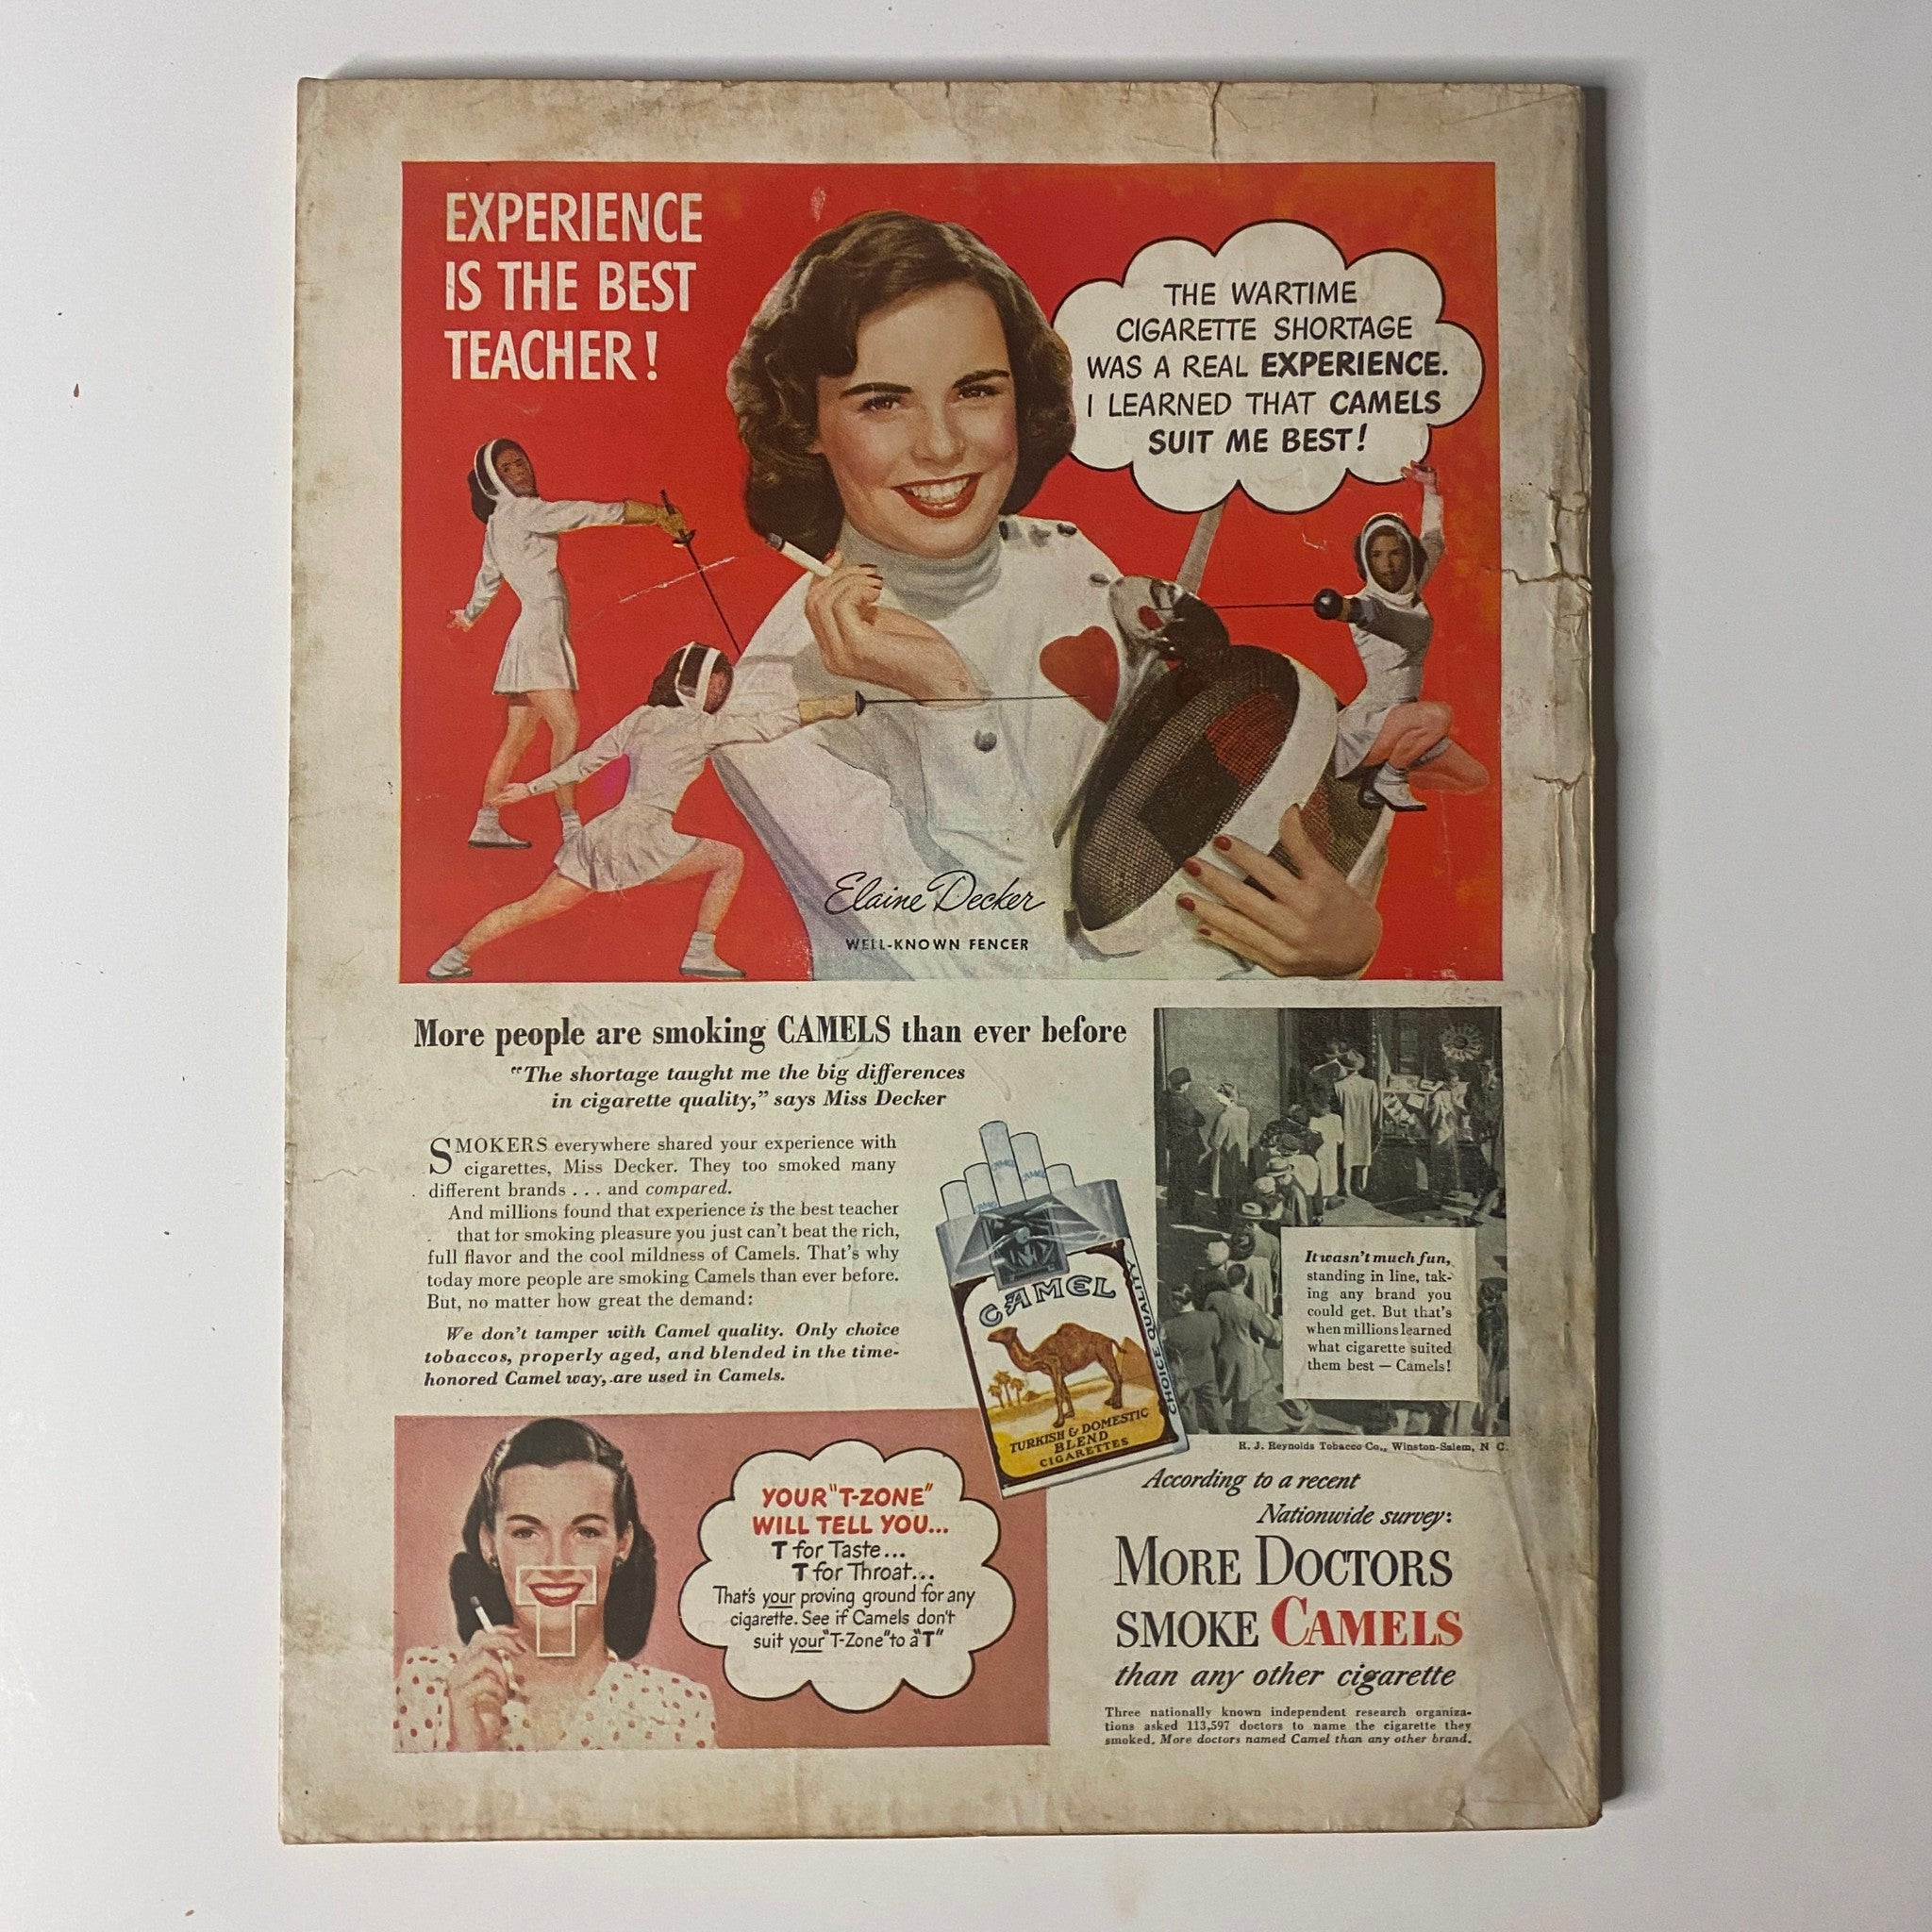 EXPERIENCE
IS THE BEST
TEACHER!
THE WARTIME
CIGARETTE SHORTAGE
WAS A REAL EXPERIENCE.
I LEARNED THAT CAMELS
SUIT ME BEST!
Elaine Decker
WELL-KNOWN FENCER
More people are smoking CAMELS than ever before
"The shortage taught me the big differences
in cigarette quality," says Miss Decker
SMOKERS everywhere shared your experience with
cigarettes, Miss Decker. They too smoked many
different brands . . . and compared.
And millions found that experience is the best teacher
. . that for smoking pleasure you just can't beat the rich,
full flavor and the cool mildness of Camels. That's why
today more people are smoking Camels than ever before.
But, no matter how great the demand:
We don't tamper with Camel quality. Only choice
tobaccos, properly aged, and blended in the time-
honored Camel way, are used in Camels.
CAMEL
CAMEL
CAMEL
TURKISH & DOMESTIC
BLEND
CIGARETTES
CHOICE QUALITY
It wasn't much fun,
standing in line, tak-
ing any brand you
could get. But that's
when millions learned
what cigarette suited
them best — Camels!
R. J. Reynolds Tobacco Co., Winston-Salem, N C.
YOUR "T-ZONE"
WILL TELL YOU...
T for Taste...
T for Throat...
That's your proving ground for any
cigarette. See if Camels don't
suit your "T-Zone" to a "T"
According to a recent
Nationwide survey:
MORE DOCTORS
SMOKE CAMELS
than any other cigarette
Three nationally known independent research organiza-
tions asked 113,597 doctors to name the cigarette they
smoked. More doctors named Camel than any other brand.